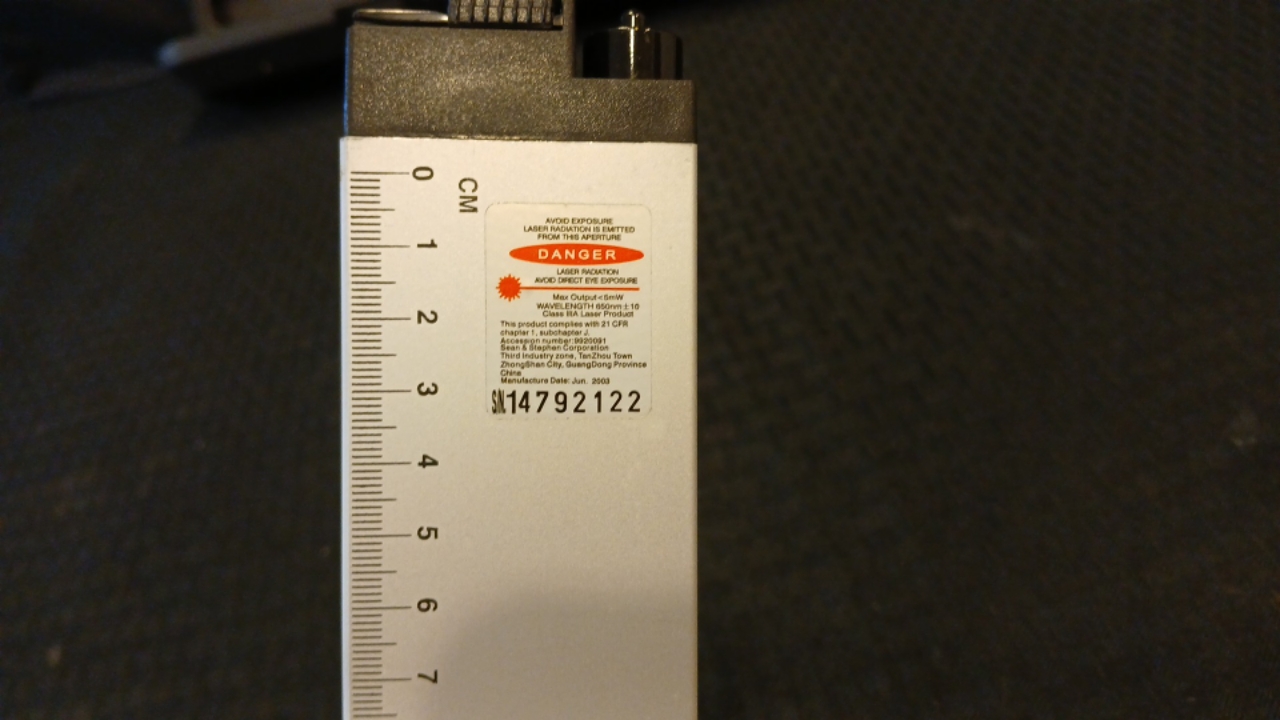 CM
0
1
2
3
4
5
6
7
AVOID EXPOSURE
LASER RADIATION IS EMITTED
FROM THIS APERTURE
DANGER
LASER RADIATION
AVOID DIRECT EYE EXPOSURE
Max Output<5mW
WAVELENGTH 650nm±10
Class IIIA Laser Product
This product complies with 21 CFR
chapter 1, subchapter J.
Accession number:9920091
Sean & Stephen Corporation
Third Industry zone, TanZhou Town
ZhongShan City, GuangDong Province
China
Manufacture Date: Jun. 2003
S/N.14792122